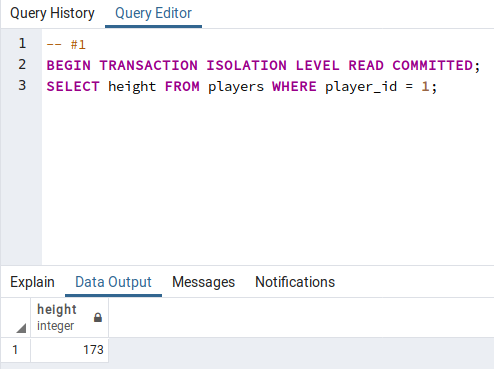 Query History Query Editor
1 -- #1
2 BEGIN TRANSACTION ISOLATION LEVEL READ COMMITTED;
3 SELECT height FROM players WHERE player_id = 1;
Explain Data Output Messages Notifications
height
integer
1 173